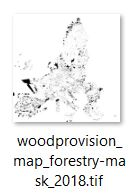 woodprovision_
map_forestry-ma
sk_2018.tif